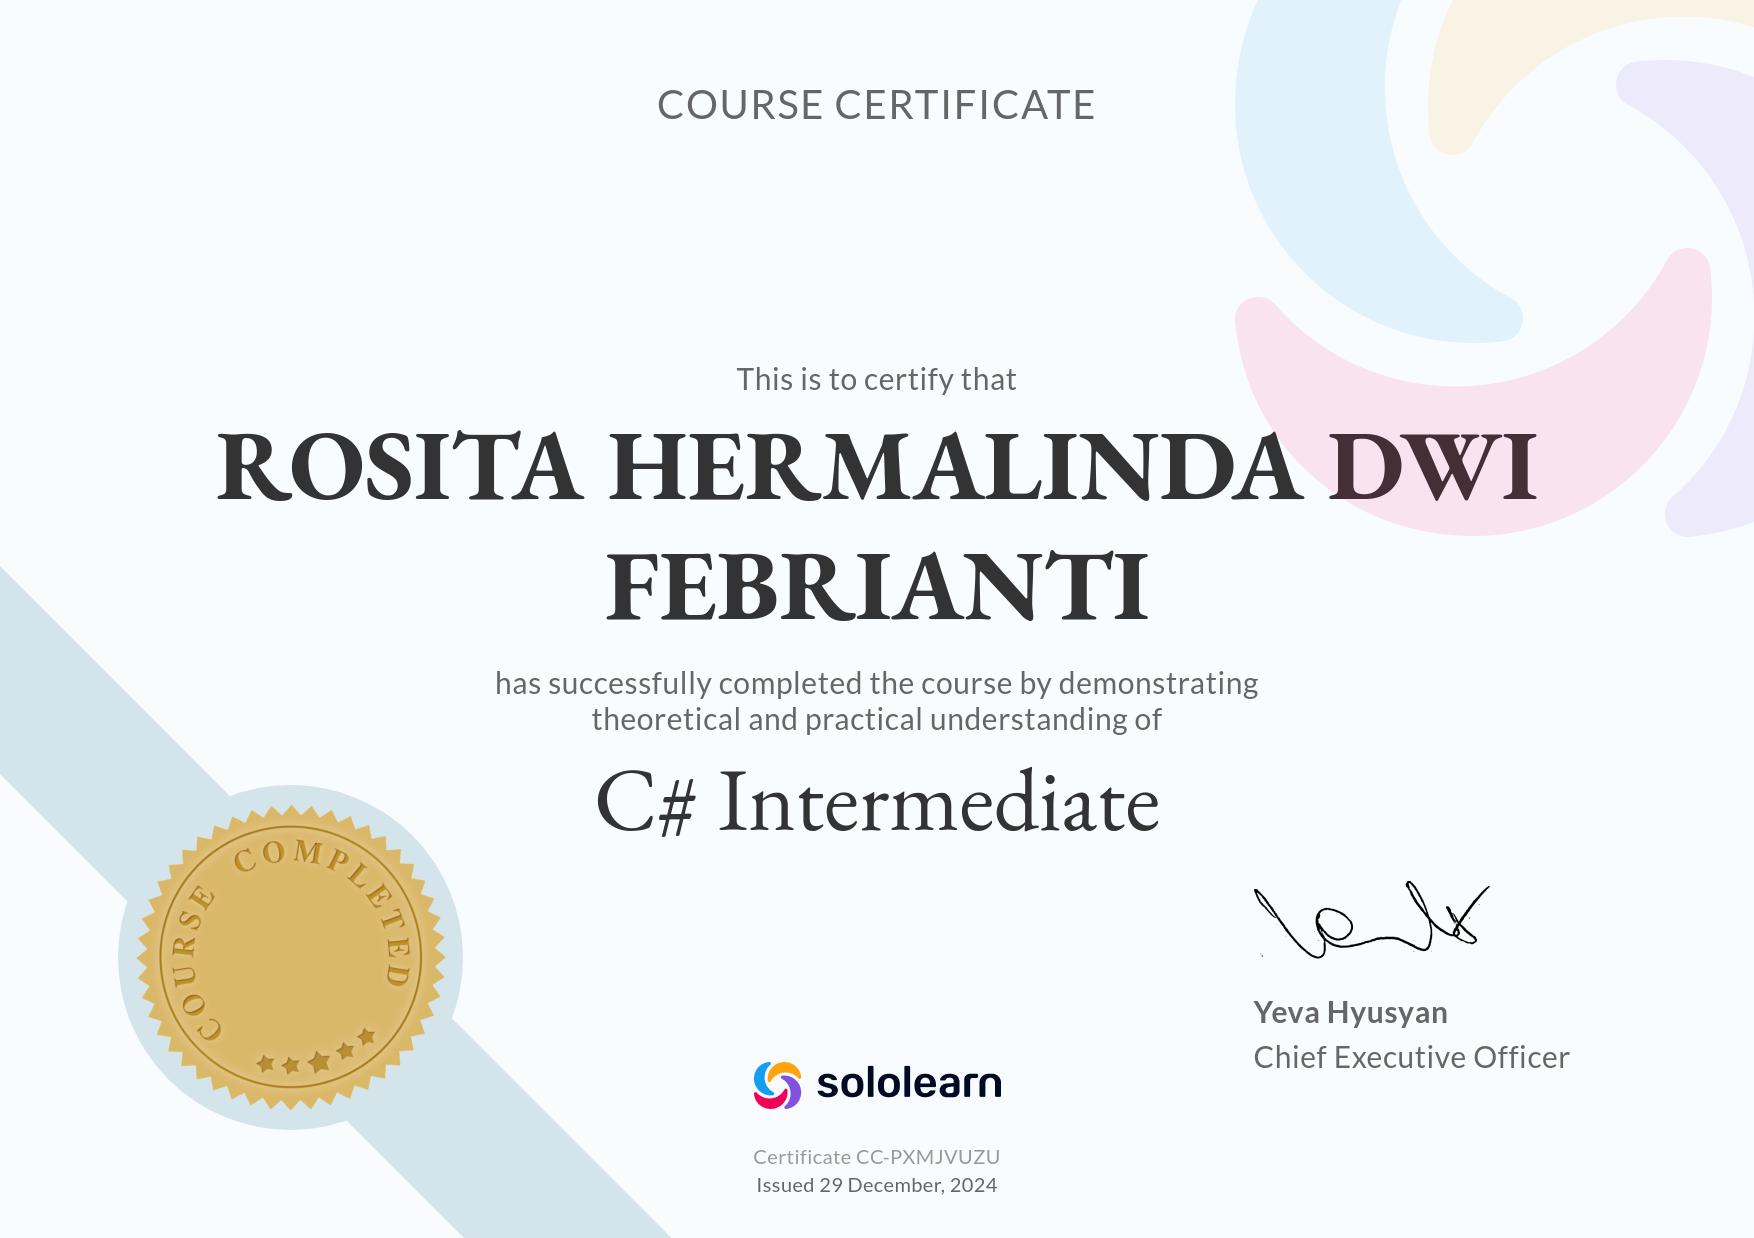 COURSE CERTIFICATE
This is to certify that
ROSITA HERMALINDA DWI
FEBRIANTI
has successfully completed the course by demonstrating
theoretical and practical understanding of
C# Intermediate
COURSE COMPLETED
Yeva Hyusyan
Chief Executive Officer
sololearn
Certificate CC-PXMJVUZU
Issued 29 December, 2024